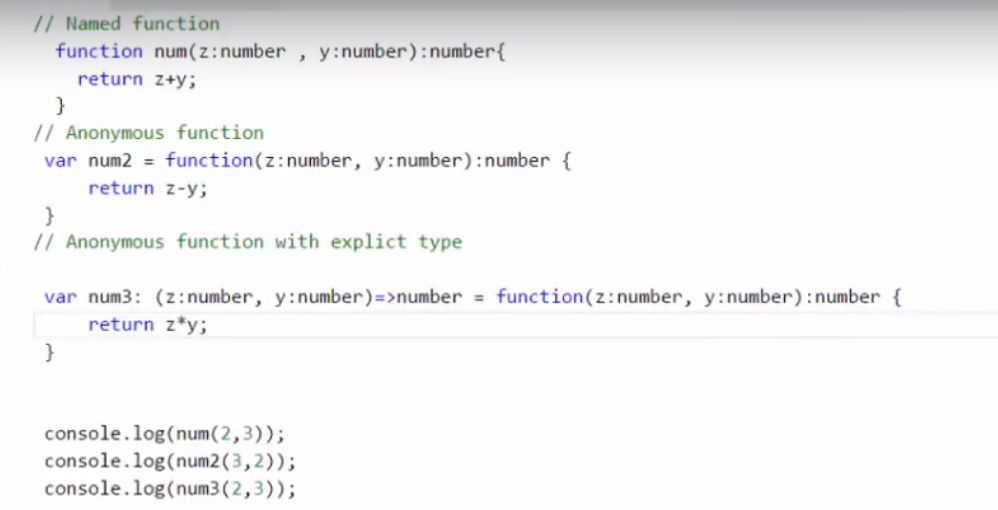 // Named function
function num(z:number , y:number):number{
return z+y;
}
// Anonymous function
var num2 = function(z:number, y:number):number {
return z-y;
}
// Anonymous function with explict type
var num3: (z:number, y:number)=>number = function(z:number, y:number):number {
return z*y;
}
console.log(num(2,3));
console.log(num2(3,2));
console.log(num3(2,3));